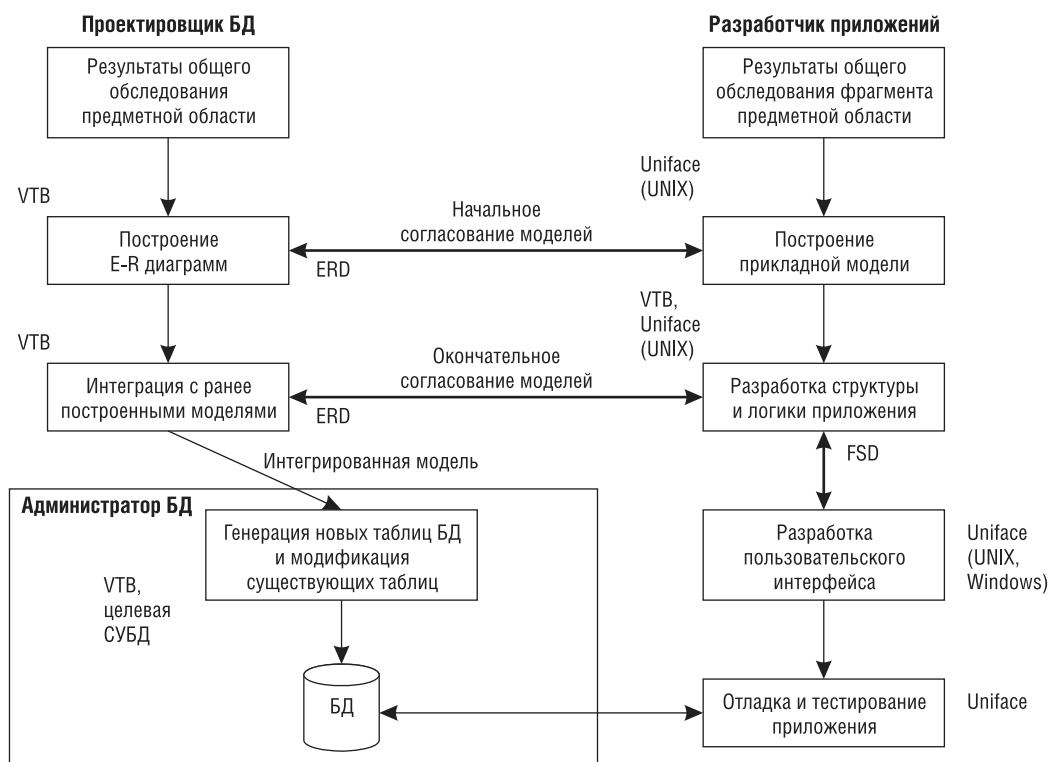 Проектировщик БД
Разработчик приложений
Результаты общего
обследования
предметной области
Результаты общего
обследования фрагмента
предметной области
VTB
Uniface
(UNIX)
Построение
E-R диаграмм
Начальное
согласование моделей
ERD
Построение
прикладной модели
VTB
VTB,
Uniface
(UNIX)
Интеграция с ранее
построенными моделями
Окончательное
согласование моделей
ERD
Разработка структуры
и логики приложения
Интегрированная модель
FSD
Администратор БД
Генерация новых таблиц БД
и модификация
существующих таблиц
Разработка
пользовательского
интерфейса
Uniface
(UNIX,
Windows)
VTB,
целевая
СУБД
БД
Отладка и тестирование
приложения
Uniface